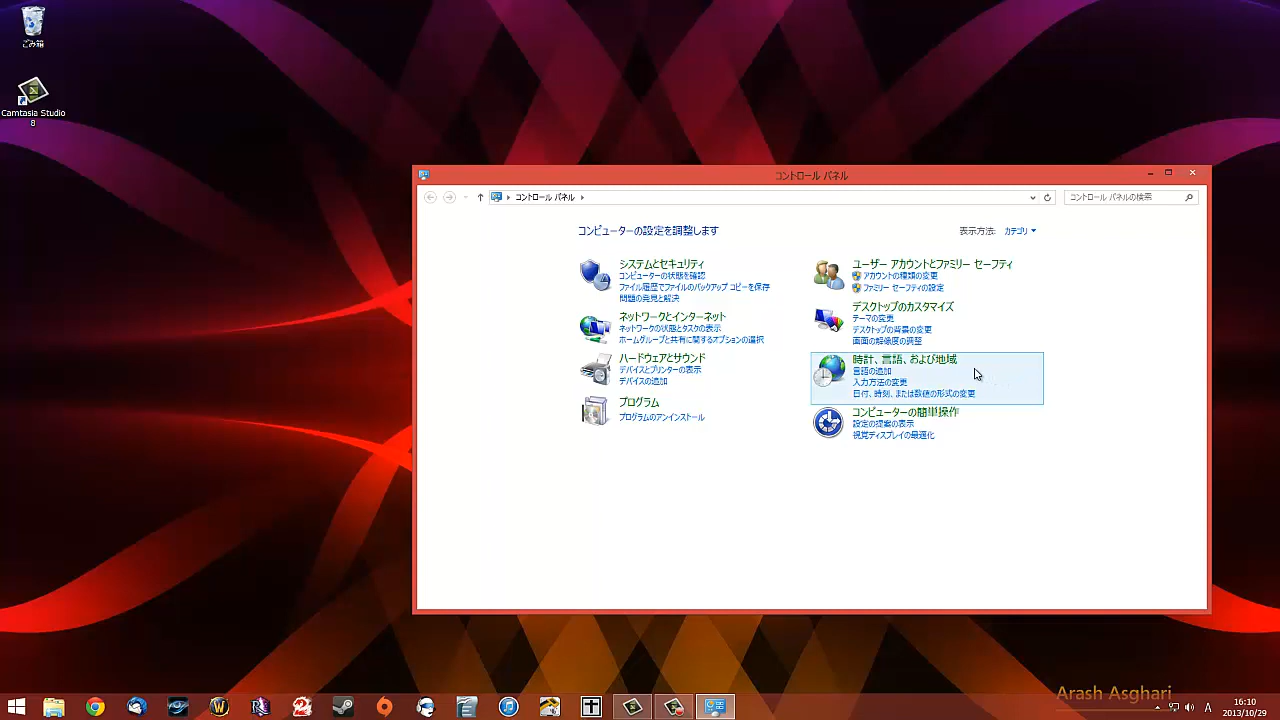 ごみ箱
Camtasia Studio
8
コントロール パネル
コントロール パネル
コントロール パネルの検索
コンピューターの設定を調整します
表示方法: カテゴリ
システムとセキュリティ
コンピューターの状態を確認
ファイル履歴でファイルのバックアップ コピーを保存
問題の発見と解決
ネットワークとインターネット
ネットワークの状態とタスクの表示
ホームグループと共有に関するオプションの選択
ハードウェアとサウンド
デバイスとプリンターの表示
デバイスの追加
プログラム
プログラムのアンインストール
ユーザー アカウントとファミリー セーフティ
アカウントの種類の変更
ファミリー セーフティの設定
デスクトップのカスタマイズ
テーマの変更
デスクトップの背景の変更
画面の解像度の調整
時計、言語、および地域
言語の追加
入力方法の変更
日付、時刻、または数値の形式の変更
コンピューターの簡単操作
設定の提案の表示
視覚ディスプレイの最適化
Arash Asghari
A
16:10
2013/10/29